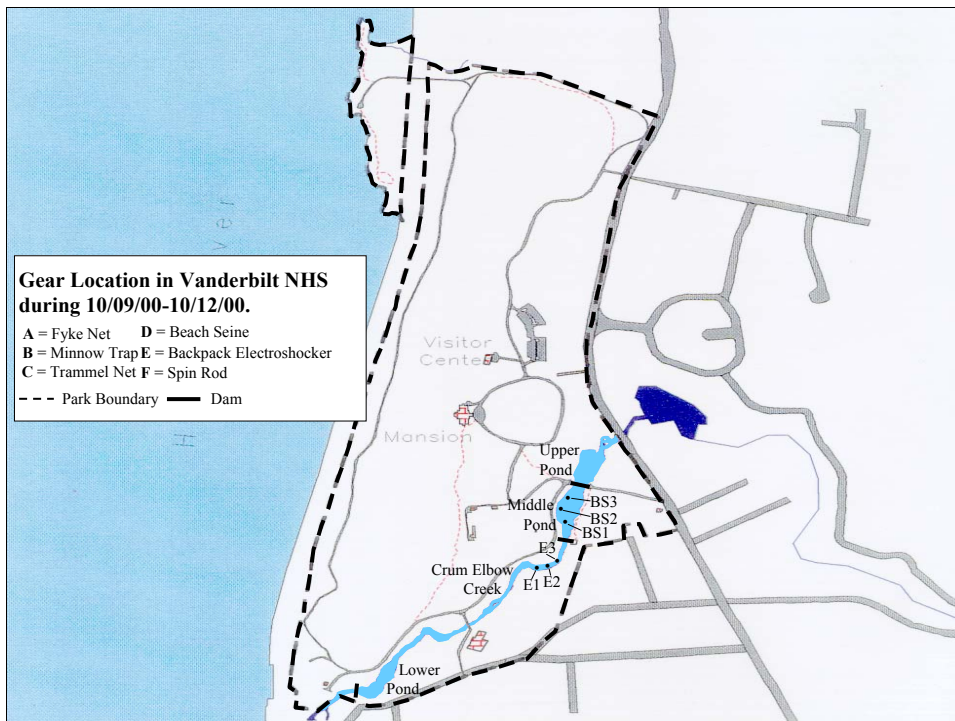 Gear Location in Vanderbilt NHS
during 10/09/00-10/12/00.
A = Fyke Net D = Beach Seine
B = Minnow Trap E = Backpack Electroshocker
C = Trammel Net F = Spin Rod
Park Boundary Dam
Visitor
Center
Mansion
Upper
Pond
Middle
Pond
BS3
BS2
BS1
E3
E2
E1
Crum Elbow
Creek
Lower
Pond